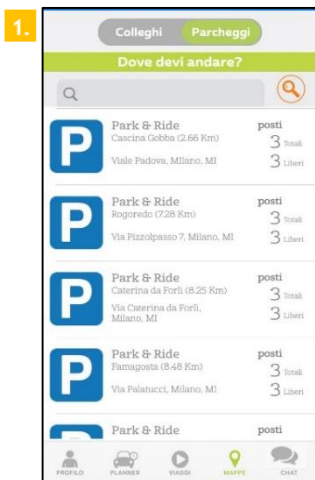 1.
Colleghi Parcheggi
Dove devi andare?
P
Park & Ride
Cascina Gobba (2.66 Km)
Viale Padova, Milano, MI
posti
3 Totali
3 Liberi
P
Park & Ride
Rogoredo (7.28 Km)
Via Pizzolpasso 7, Milano, MI
posti
3 Totali
3 Liberi
P
Park & Ride
Caterina da Forlì (8.25 Km)
Via Caterina da Forlì,
Milano, MI
posti
3 Totali
3 Liberi
P
Park & Ride
Famagosta (8.48 Km)
Via Palatucci, Milano, MI
posti
3 Totali
3 Liberi
Park & Ride
posti
PROFILO PLANNER VIAGGI MAPPE CHAT